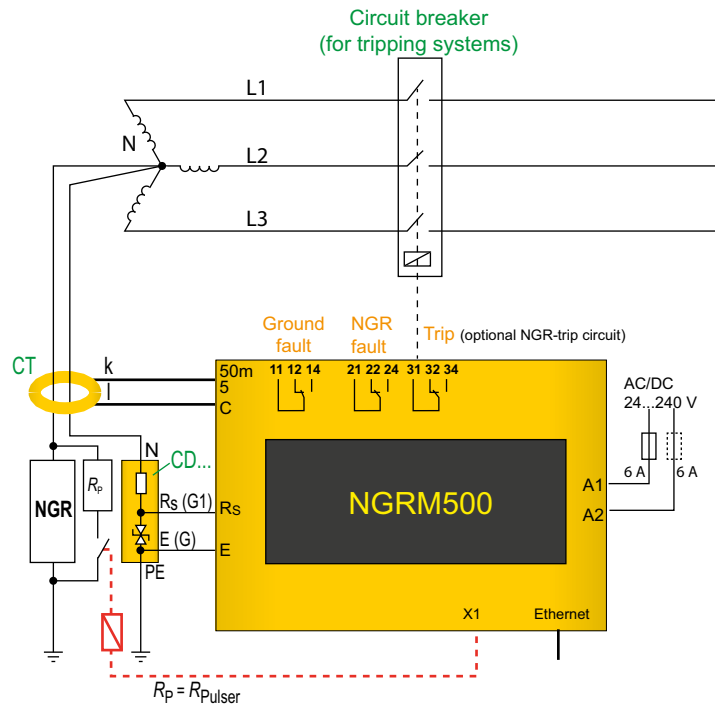 Circuit breaker
(for tripping systems)
L1
N
L2
L3
Ground
fault
NGR
fault
Trip (optional NGR-trip circuit)
CT
k
l
50m
5
C
11 12 14
21 22 24
31 32 34
AC/DC
24...240 V
6 A
6 A
N
CD...
RP
NGR
RS (G1)
RS
E (G)
E
PE
NGRM500
A1
A2
X1
Ethernet
RP = RPulser